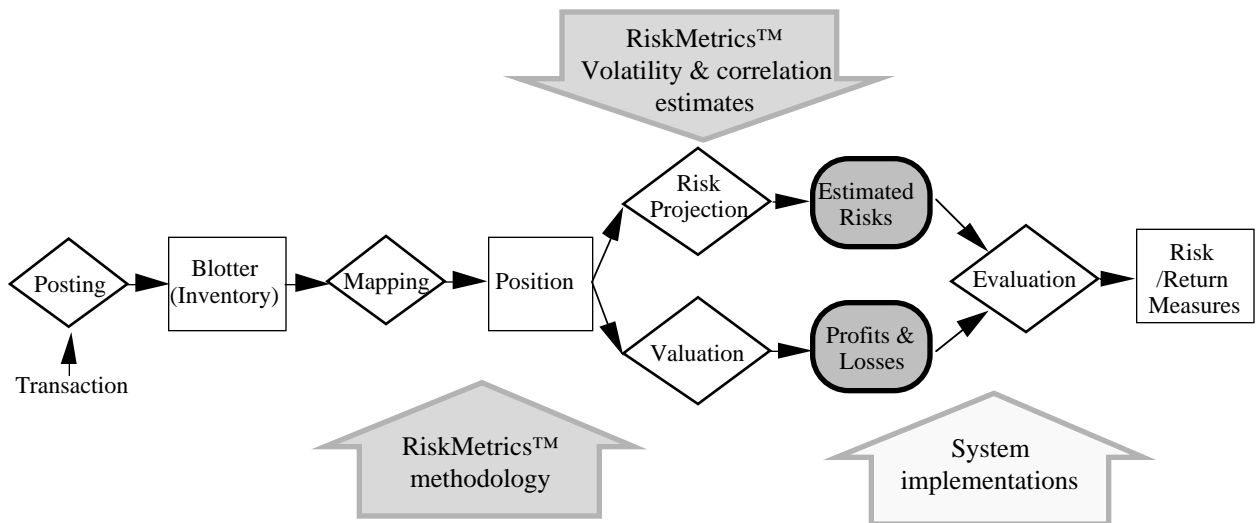 RiskMetrics™
Volatility & correlation
estimates
Risk
Projection
Estimated
Risks
Posting
Blotter
(Inventory)
Mapping
Position
Evaluation
Risk
/Return
Measures
Valuation
Profits &
Losses
Transaction
RiskMetrics™
methodology
System
implementations